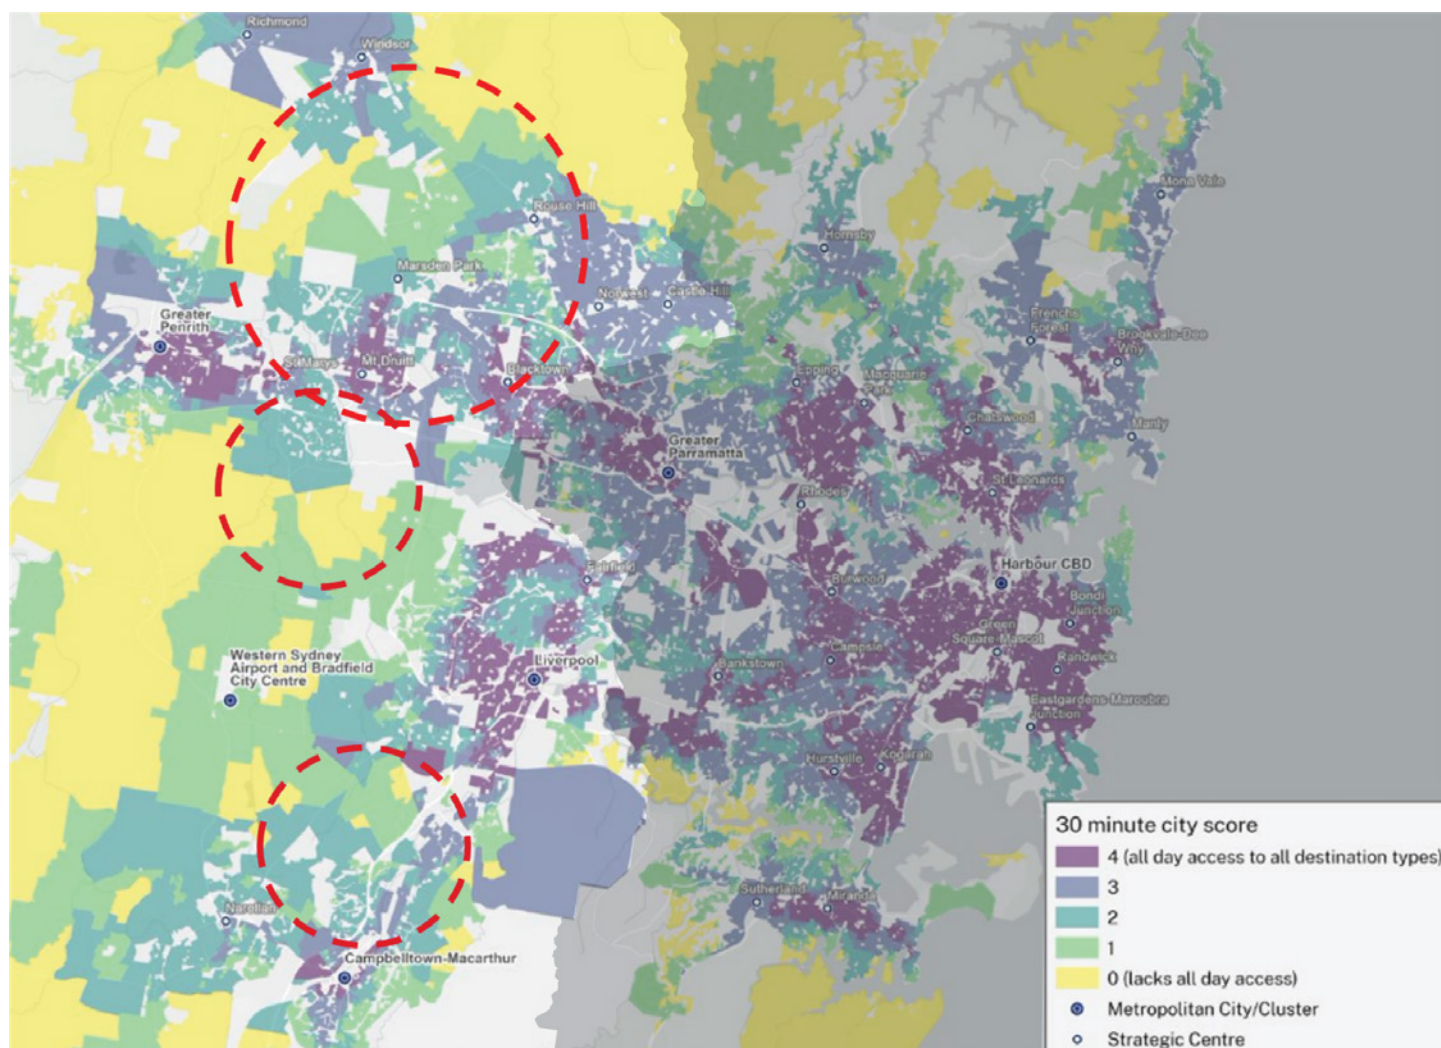 Richmond
Windsor
Mona Vale
Rouse Hill
Hornsby
Marsden Park
Norwest
Castle Hill
Greater
Penrith
Frenchs
Forest
Brookvale-Dee
Why
St Marys
Mt Druitt
Blacktown
Epping
Macquarie
Park
Chatswood
Manly
Greater
Parramatta
St Leonards
Rhodes
Fairfield
Burwood
Harbour CBD
Bondi
Junction
Green
Square-Mascot
Western Sydney
Airport and Bradfield
City Centre
Liverpool
Bankstown
Campsie
Randwick
Eastgardens-Maroubra
Junction
Hurstville
Kogarah
Sutherland
Miranda
Narellan
Campbelltown-Macarthur
30 minute city score
4 (all day access to all destination types)
3
2
1
0 (lacks all day access)
Metropolitan City/Cluster
Strategic Centre